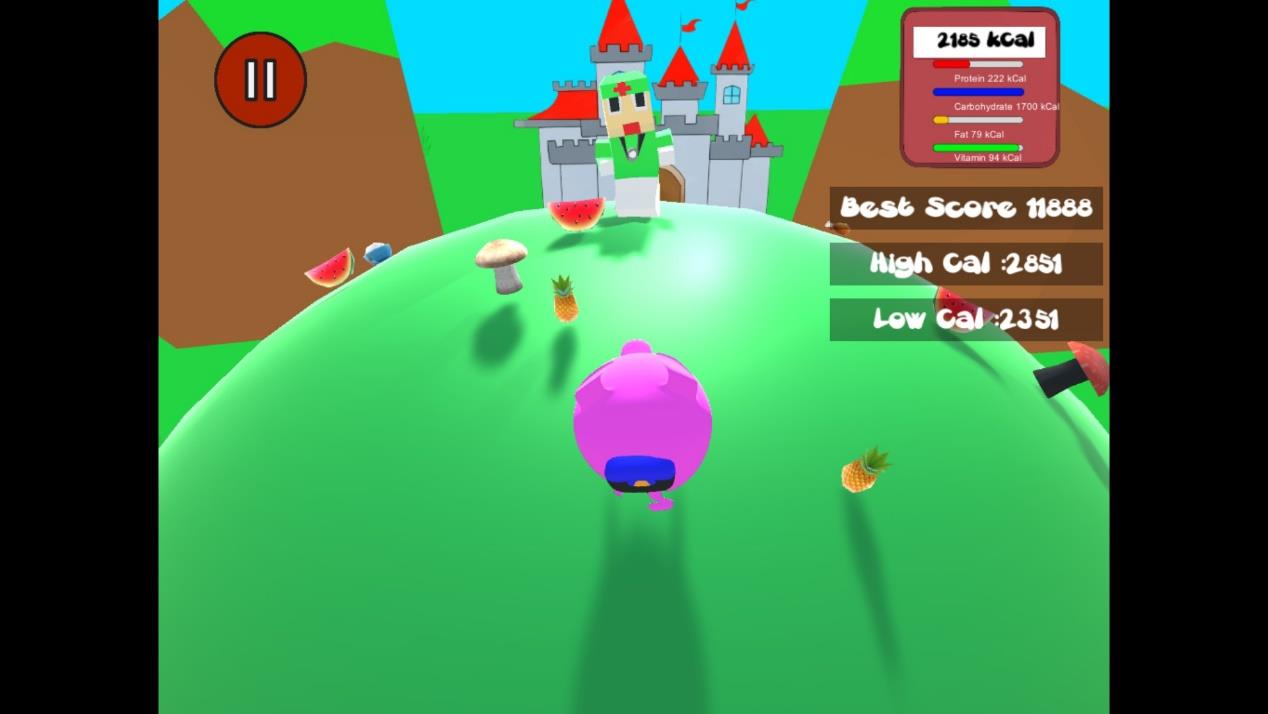 2185 kCal
Protein 222 kCal
Carbohydrate 1700 kCal
Fat 79 kCal
Vitamin 94 kCal
Best Score 11888
High Cal :2851
Low Cal :2351